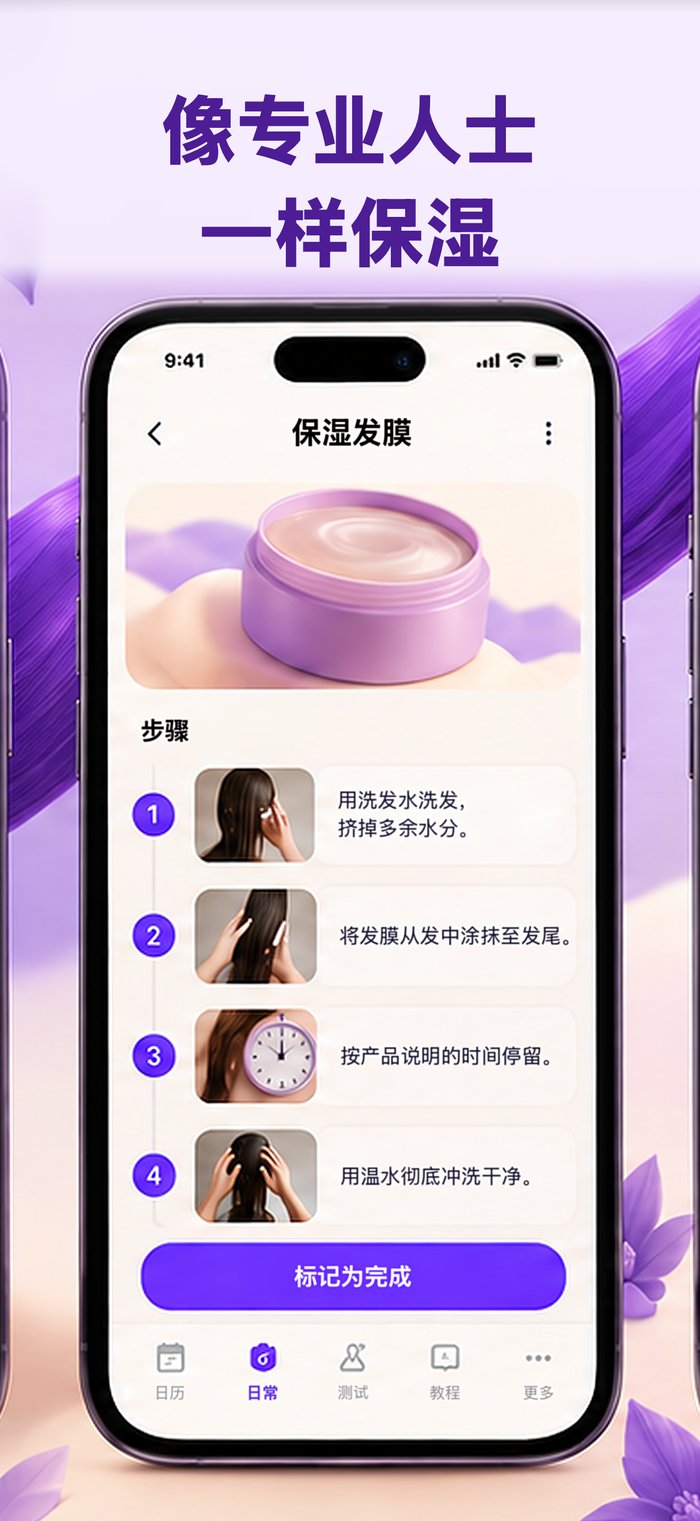 像专业人士
一样保湿
9:41
保湿发膜
步骤
1
用洗发水洗发，
挤掉多余水分。
2
将发膜从发中涂抹至发尾。
3
按产品说明的时间停留。
4
用温水彻底冲洗干净。
标记为完成
日历
日常
测试
教程
更多